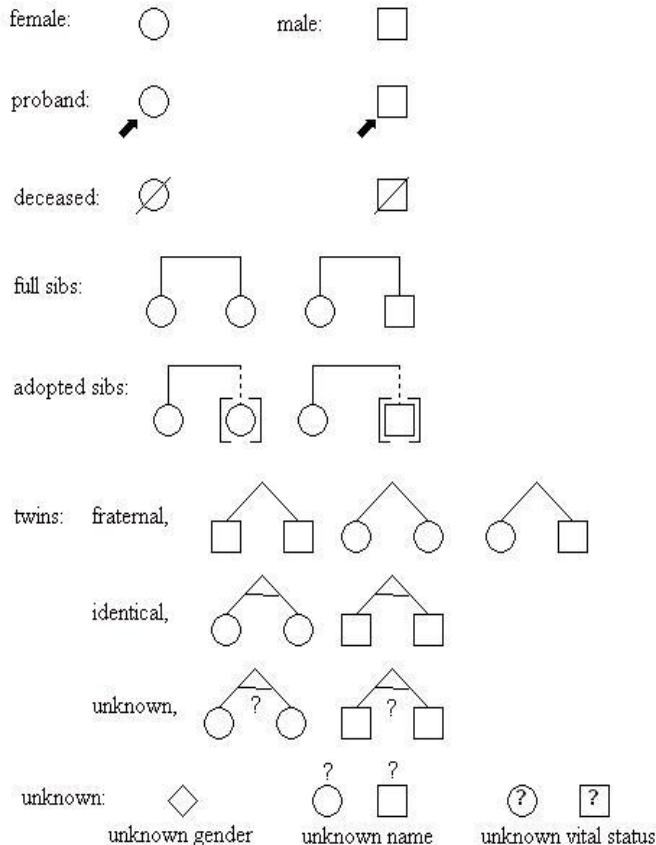 female: male:
proband:
deceased:
full sibs:
adopted sibs:
twins: fraternal,
identical,
? ?
unknown,
? ?
unknown: ? ?
unknown gender unknown name unknown vital status